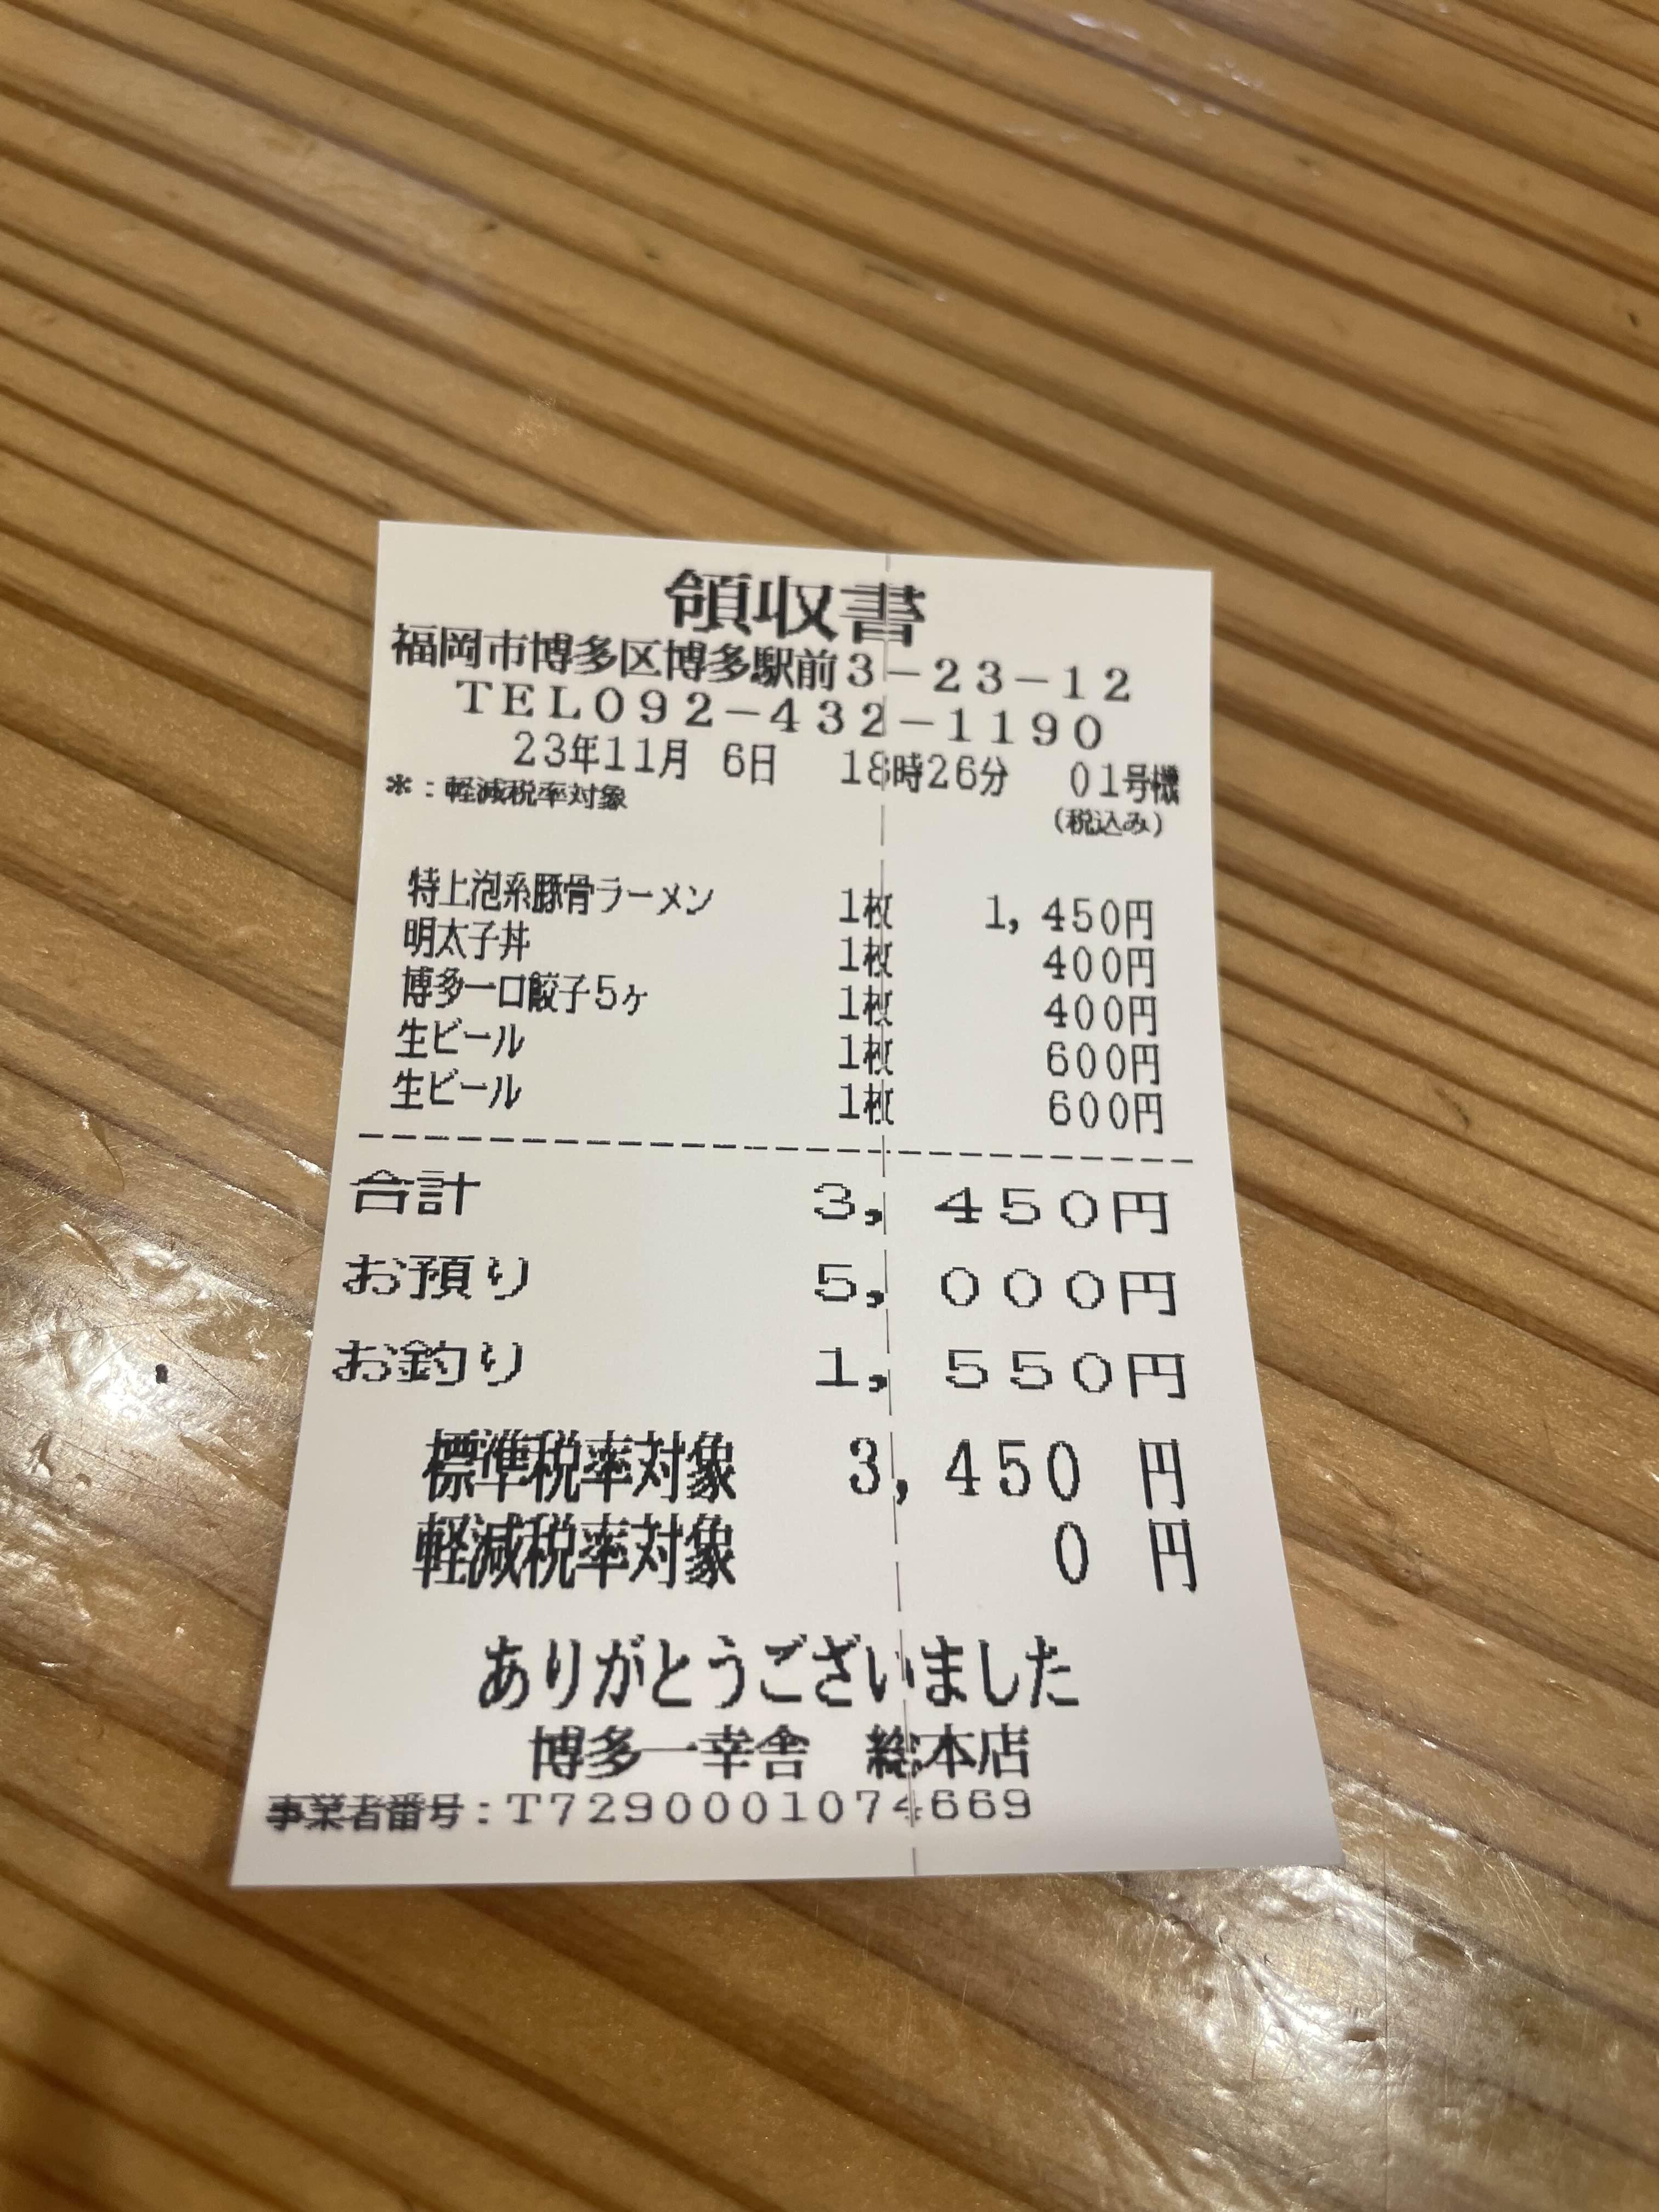 領収書
福岡市博多区博多駅前3-23-12
TEL092-432-1190
23年11月 6日 18時26分 01号機
*:軽減税率対象 (税込み)
特上泡系豚骨ラーメン 1枚 1,450円
明太子丼 1枚 400円
博多一口餃子5ヶ 1枚 400円
生ビール 1枚 600円
生ビール 1枚 600円
合計 3,450円
お預り 5,000円
お釣り 1,550円
標準税率対象 3,450 円
軽減税率対象 0 円
ありがとうございました
博多一幸舎 総本店
事業者番号:T7290001074669